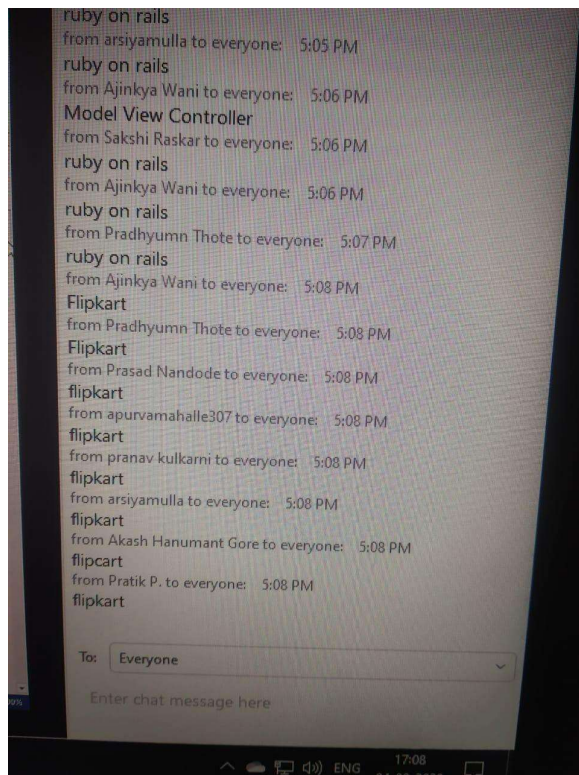 ruby on rails
from arsiyamulla to everyone: 5:05 PM
ruby on rails
from Ajinkya Wani to everyone: 5:06 PM
Model View Controller
from Sakshi Raskar to everyone: 5:06 PM
ruby on rails
from Ajinkya Wani to everyone: 5:06 PM
ruby on rails
from Pradhyumn Thote to everyone: 5:07 PM
ruby on rails
from Ajinkya Wani to everyone: 5:08 PM
Flipkart
from Pradhyumn Thote to everyone: 5:08 PM
Flipkart
from Prasad Nandode to everyone: 5:08 PM
flipkart
from apurvamahalle307 to everyone: 5:08 PM
flipkart
from pranav kulkarni to everyone: 5:08 PM
flipkart
from arsiyamulla to everyone: 5:08 PM
flipkart
from Akash Hanumant Gore to everyone: 5:08 PM
flipcart
from Pratik P. to everyone: 5:08 PM
flipkart
To: Everyone
Enter chat message here
ENG 17:08